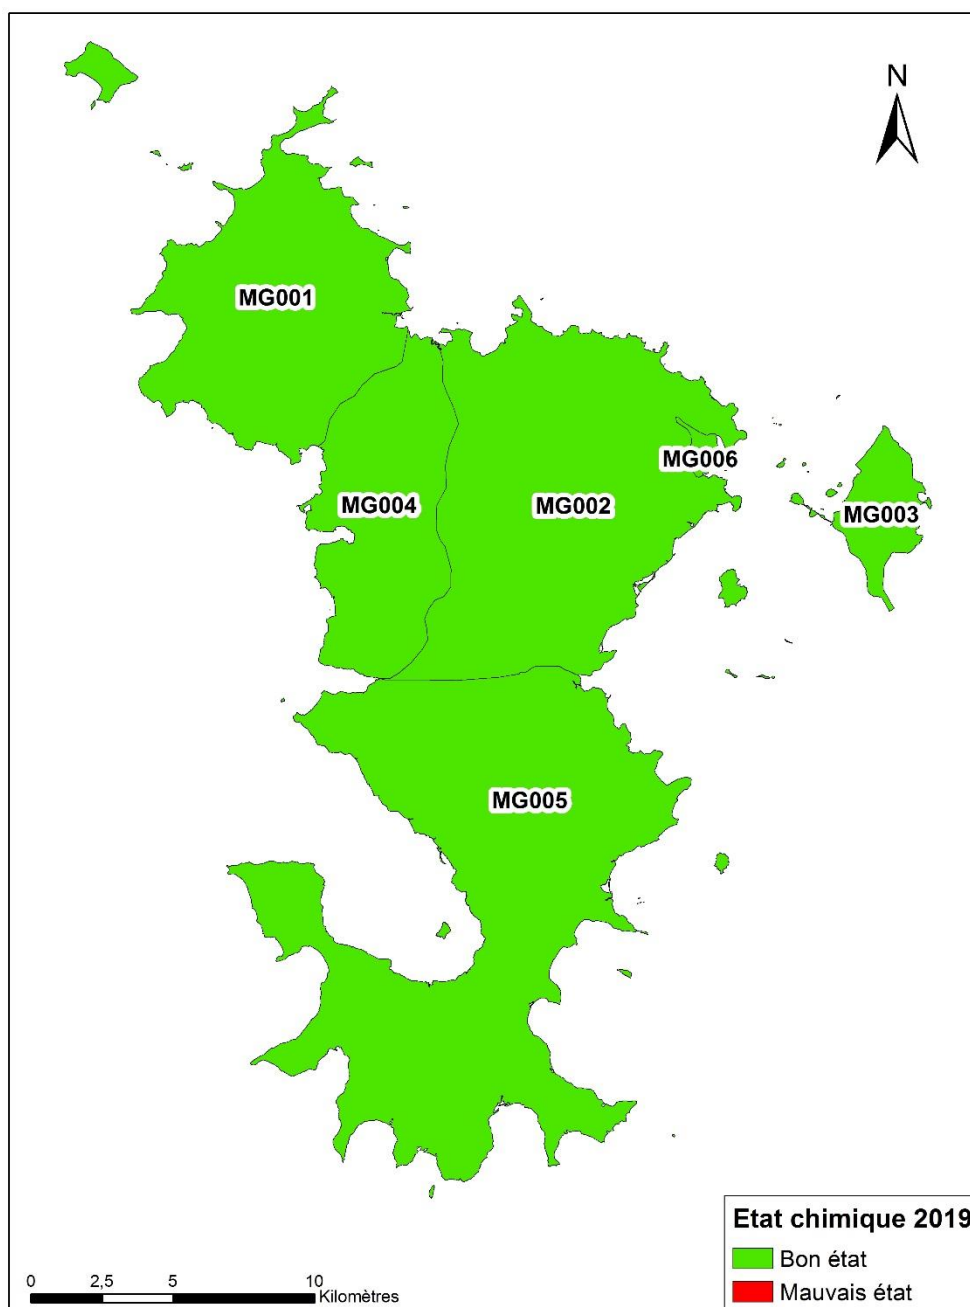 N
MG001
MG006
MG004
MG002
MG003
MG005
Etat chimique 2019
Bon état
Mauvais état
0 2,5 5 10
Kilomètres